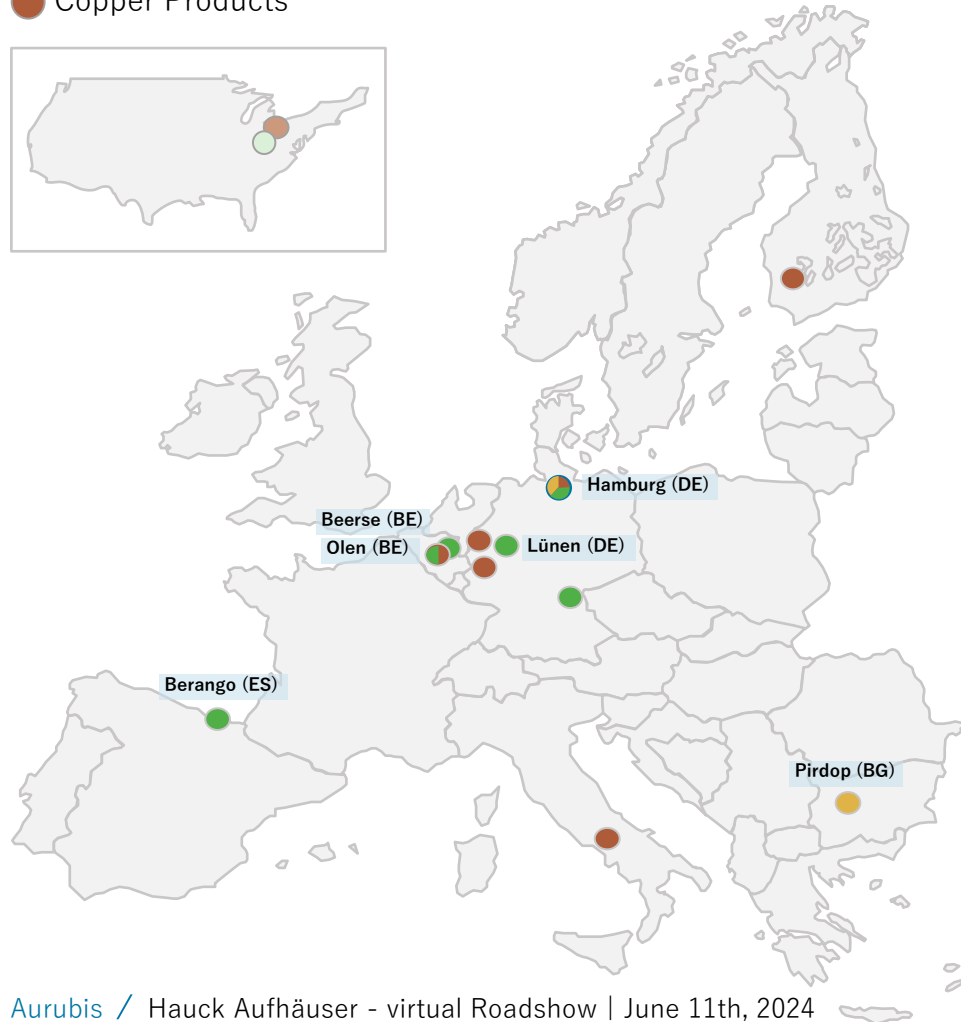 Copper Products
Hamburg (DE)
Beerse (BE)
Olen (BE)
Lünen (DE)
Berango (ES)
Pirdop (BG)
Aurubis / Hauck Aufhäuser - virtual Roadshow | June 11th, 2024